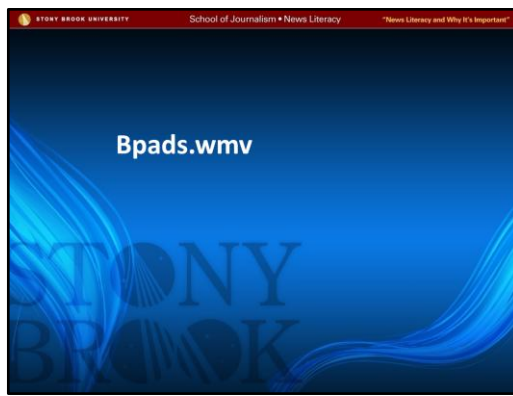 STONY BROOK UNIVERSITY School of Journalism • News Literacy "News Literacy and Why It's Important"
Bpads.wmv
STONY
BROOK